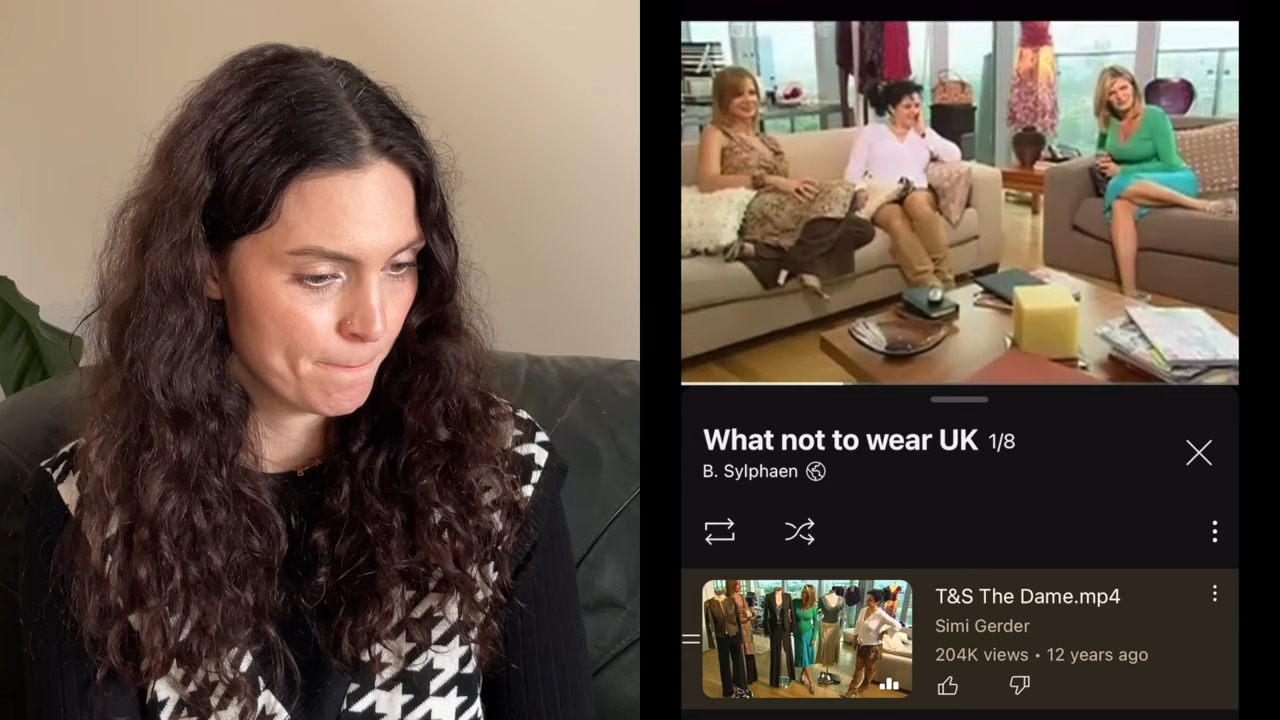 What not to wear UK 1/8
B. Sylphaen
T&S The Dame.mp4
Simi Gerder
204K views • 12 years ago